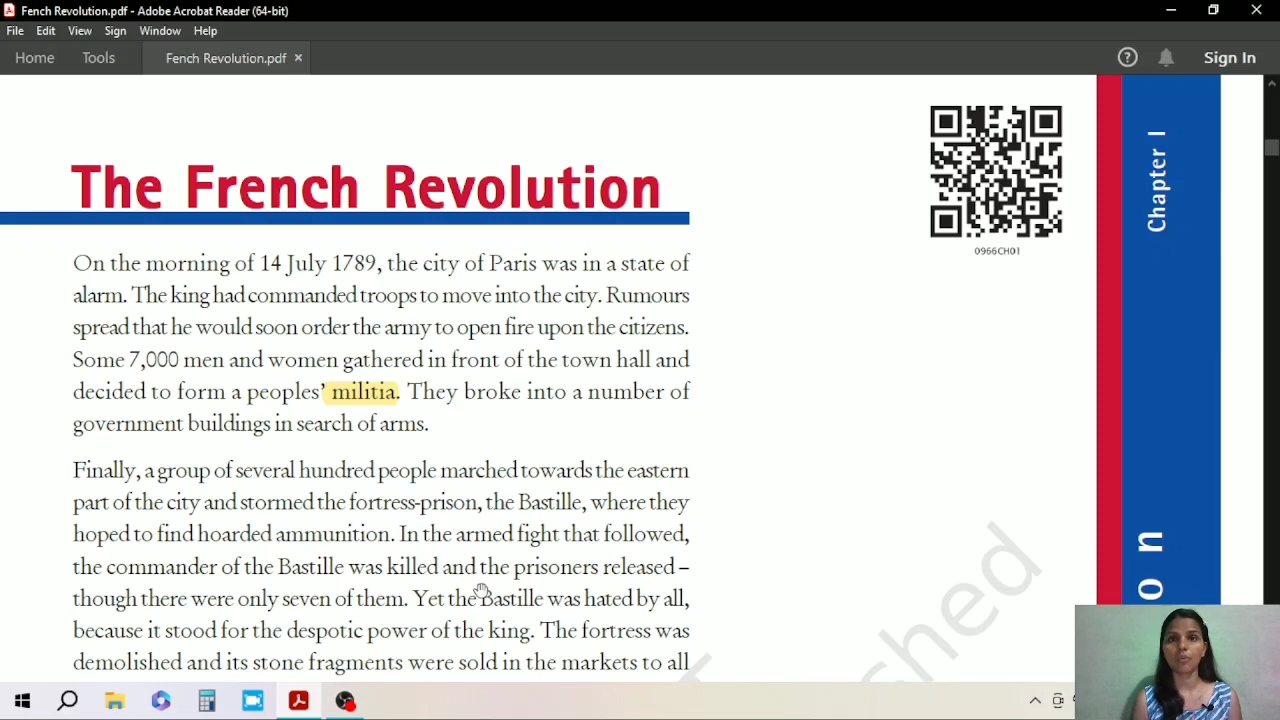 Fench Revolution.pdf - Adobe Acrobat Reader (64-bit)
File Edit View Sign Window Help
Home Tools Fench Revolution.pdf × ? Sign In
The French Revolution
0966CH01
Chapter I
On the morning of 14 July 1789, the city of Paris was in a state of
alarm. The king had commanded troops to move into the city. Rumours
spread that he would soon order the army to open fire upon the citizens.
Some 7,000 men and women gathered in front of the town hall and
decided to form a peoples’ militia. They broke into a number of
government buildings in search of arms.
Finally, a group of several hundred people marched towards the eastern
part of the city and stormed the fortress-prison, the Bastille, where they
hoped to find hoarded ammunition. In the armed fight that followed,
the commander of the Bastille was killed and the prisoners released –
though there were only seven of them. Yet the Bastille was hated by all,
because it stood for the despotic power of the king. The fortress was
demolished and its stone fragments were sold in the markets to all
shed
o n